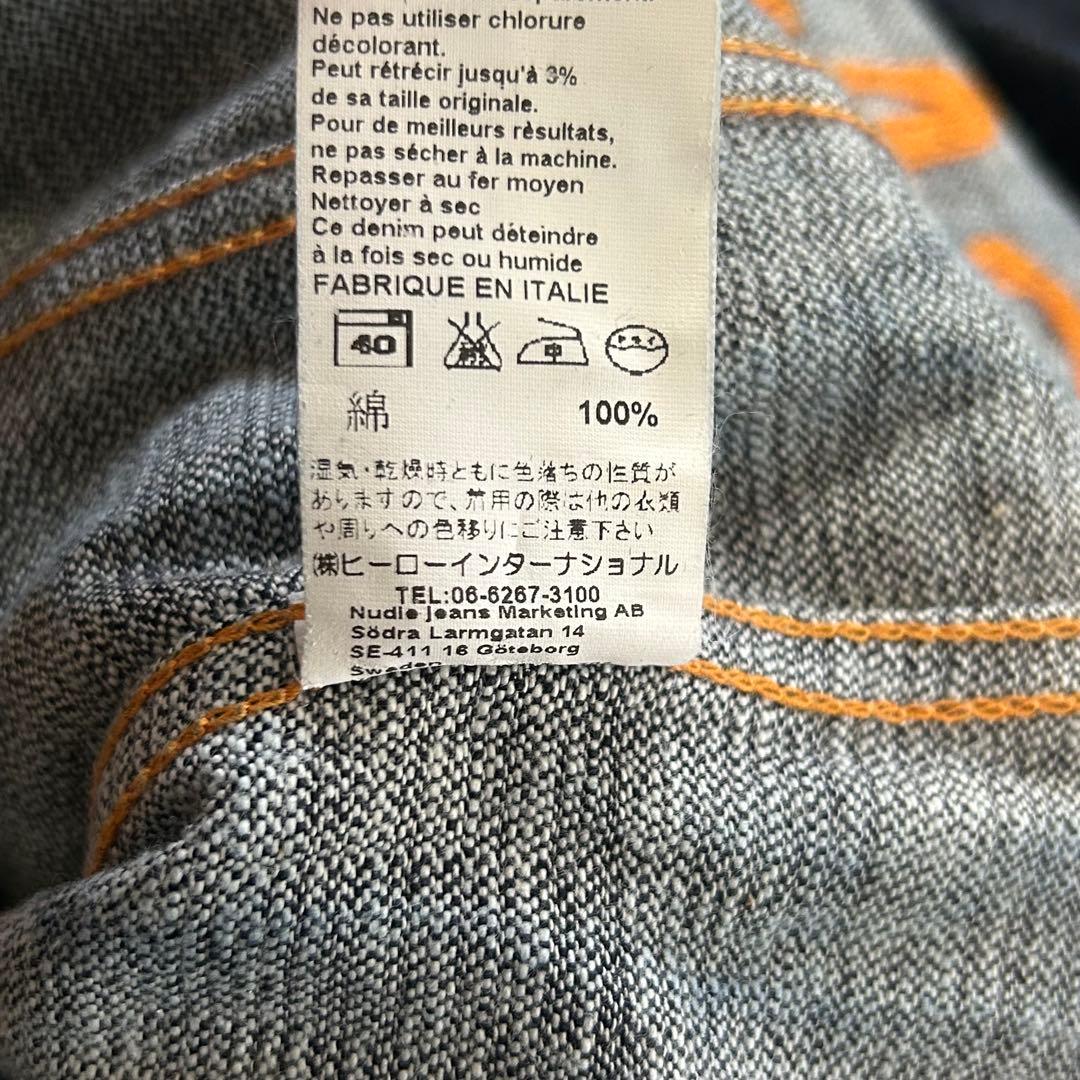 Ne pas utiliser chlorure
décolorant.
Peut rétrécir jusqu'à 3%
de sa taille originale.
Pour de meilleurs rèsultats,
ne pas sécher à la machine.
Repasser au fer moyen
Nettoyer à sec
Ce denim peut déteindre
à la fois sec ou humide
FABRIQUE EN ITALIE
40 中 ドライ
綿 100%
湿気・乾燥時ともに色落ちの性質が
ありますので、着用の際は他の衣類
や周りへの色移りにご注意下さい
㈱ヒーローインターナショナル
TEL:06-6267-3100
Nudie Jeans Marketing AB
Södra Larmgatan 14
SE-411 16 Göteborg
Sweden